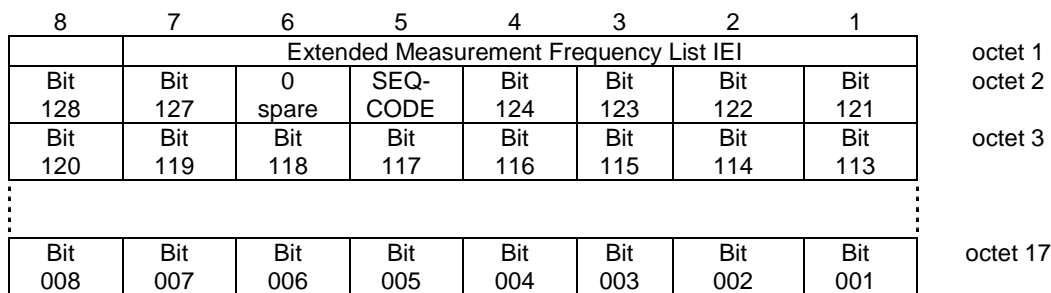 8 7 6 5 4 3 2 1
Extended Measurement Frequency List IEI octet 1
Bit Bit 0 SEQ- Bit Bit Bit Bit octet 2
128 127 spare CODE 124 123 122 121
Bit Bit Bit Bit Bit Bit Bit Bit octet 3
120 119 118 117 116 115 114 113
Bit Bit Bit Bit Bit Bit Bit Bit octet 17
008 007 006 005 004 003 002 001